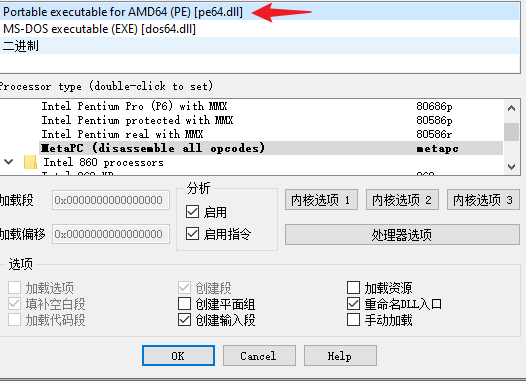 Portable executable for AMD64 (PE) [pe64.dll]
MS-DOS executable (EXE) [dos64.dll]
二进制
Processor type (double-click to set)
Intel Pentium Pro (P6) with MMX 80686p
Intel Pentium protected with MMX 80586p
Intel Pentium real with MMX 80586r
MetaPC (disassemble all opcodes) metapc
Intel 860 processors
加载段 0x0000000000000000
加载偏移 0x0000000000000000
分析
启用
启用指令
内核选项 1 内核选项 2 内核选项 3
处理器选项
选项
加载选项 创建段 加载资源
填补空白段 创建平面组 重命名DLL入口
加载代码段 创建输入段 手动加载
OK Cancel Help